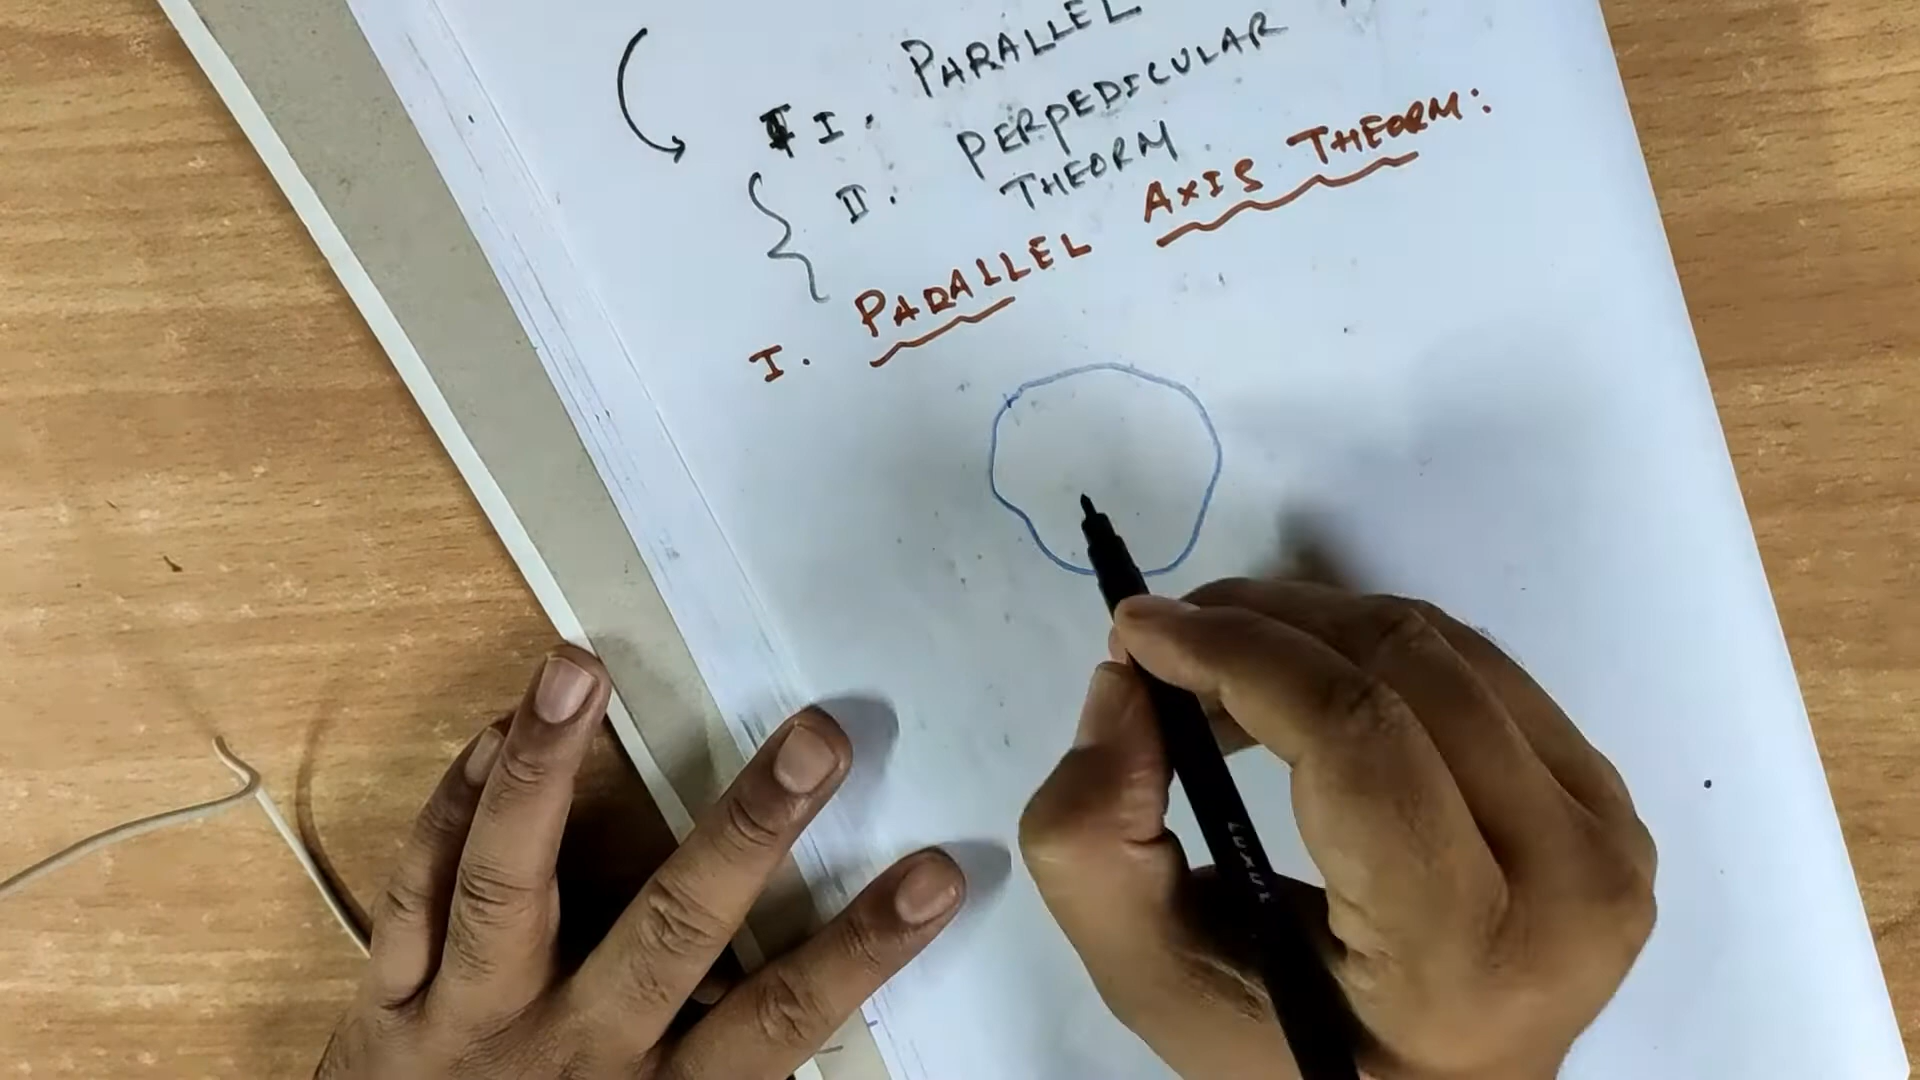 I. PARALLEL
II. PERPEDICULAR
THEORM.
I. PARALLEL AXIS THEORM:
LUXOR